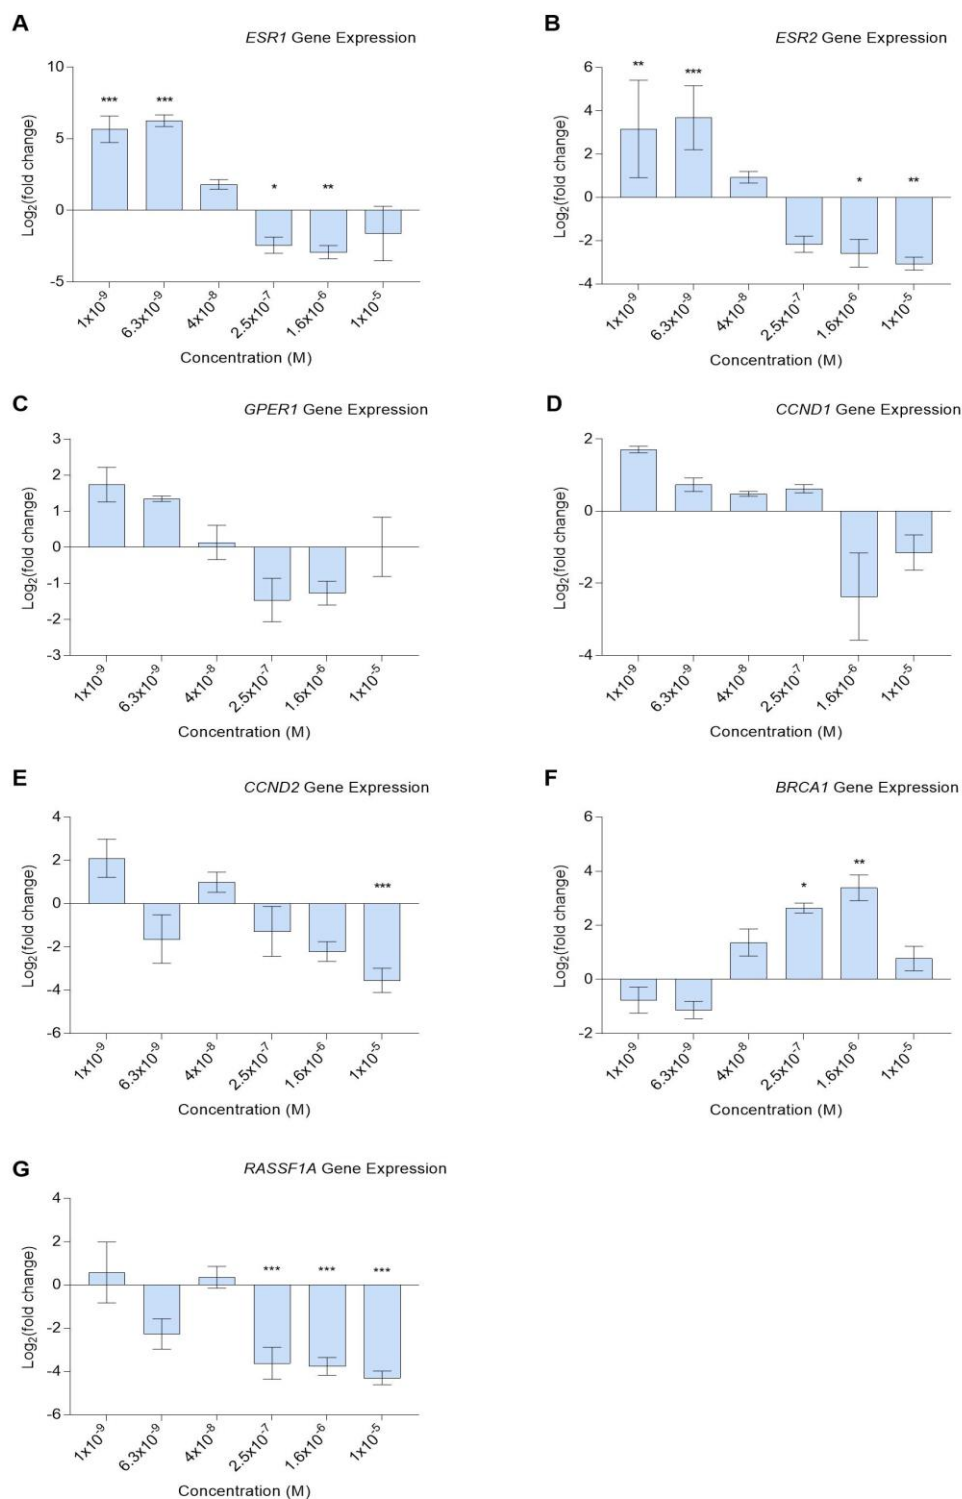 A
ESR1 Gene Expression
Log2(fold change)
10
5
0
-5
*** *** * **
1x10-9 6.3x10-9 4x10-8 2.5x10-7 1.6x10-6 1x10-5
Concentration (M)
B
ESR2 Gene Expression
Log2(fold change)
6
4
2
0
-2
-4
** *** * **
1x10-9 6.3x10-9 4x10-8 2.5x10-7 1.6x10-6 1x10-5
Concentration (M)
C
GPER1 Gene Expression
Log2(fold change)
3
2
1
0
-1
-2
-3
1x10-9 6.3x10-9 4x10-8 2.5x10-7 1.6x10-6 1x10-5
Concentration (M)
D
CCND1 Gene Expression
Log2(fold change)
2
0
-2
-4
1x10-9 6.3x10-9 4x10-8 2.5x10-7 1.6x10-6 1x10-5
Concentration (M)
E
CCND2 Gene Expression
Log2(fold change)
4
2
0
-2
-4
-6
***
1x10-9 6.3x10-9 4x10-8 2.5x10-7 1.6x10-6 1x10-5
Concentration (M)
F
BRCA1 Gene Expression
Log2(fold change)
6
4
2
0
-2
* **
1x10-9 6.3x10-9 4x10-8 2.5x10-7 1.6x10-6 1x10-5
Concentration (M)
G
RASSF1A Gene Expression
Log2(fold change)
4
2
0
-2
-4
-6
*** *** ***
1x10-9 6.3x10-9 4x10-8 2.5x10-7 1.6x10-6 1x10-5
Concentration (M)